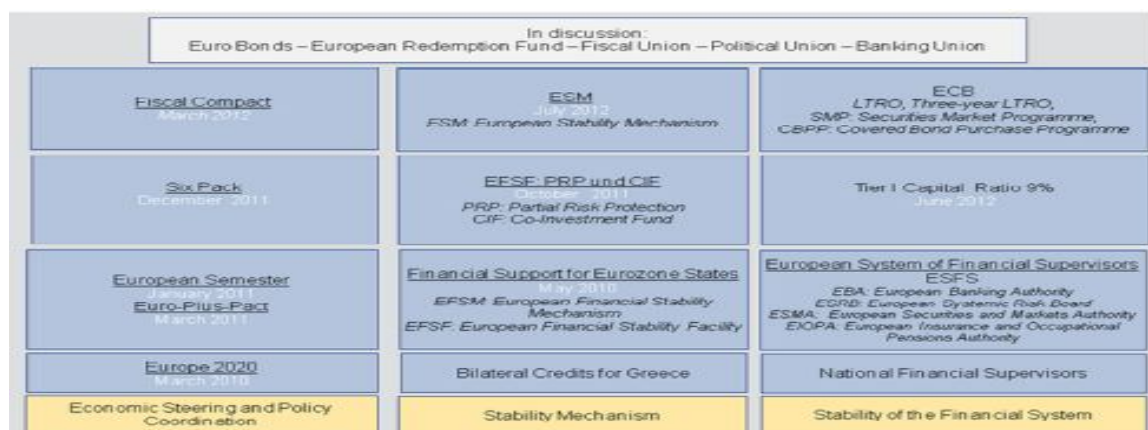 In discussion:
Euro Bonds – European Redemption Fund – Fiscal Union – Political Union – Banking Union
Fiscal Compact
March 2012
ESM
July 2012
ESM: European Stability Mechanism
ECB
LTRO, Three-year LTRO,
SMP: Securities Market Programme,
CBPP: Covered Bond Purchase Programme
Six Pack
December 2011
EFSF: PRP und CIF
October 2011
PRP: Partial Risk Protection
CIF: Co-Investment Fund
Tier I Capital Ratio 9%
June 2012
European Semester
January 2011
Euro-Plus-Pact
March 2011
Financial Support for Eurozone States
May 2010
EFSM: European Financial Stability
Mechanism
EFSF: European Financial Stability Facility
European System of Financial Supervisors
ESFS
EBA: European Banking Authority
ESRB: European Systemic Risk Board
ESMA: European Securities and Markets Authority
EIOPA: European Insurance and Occupational
Pensions Authority
Europe 2020
March 2010
Bilateral Credits for Greece
National Financial Supervisors
Economic Steering and Policy
Coordination
Stability Mechanism
Stability of the Financial System